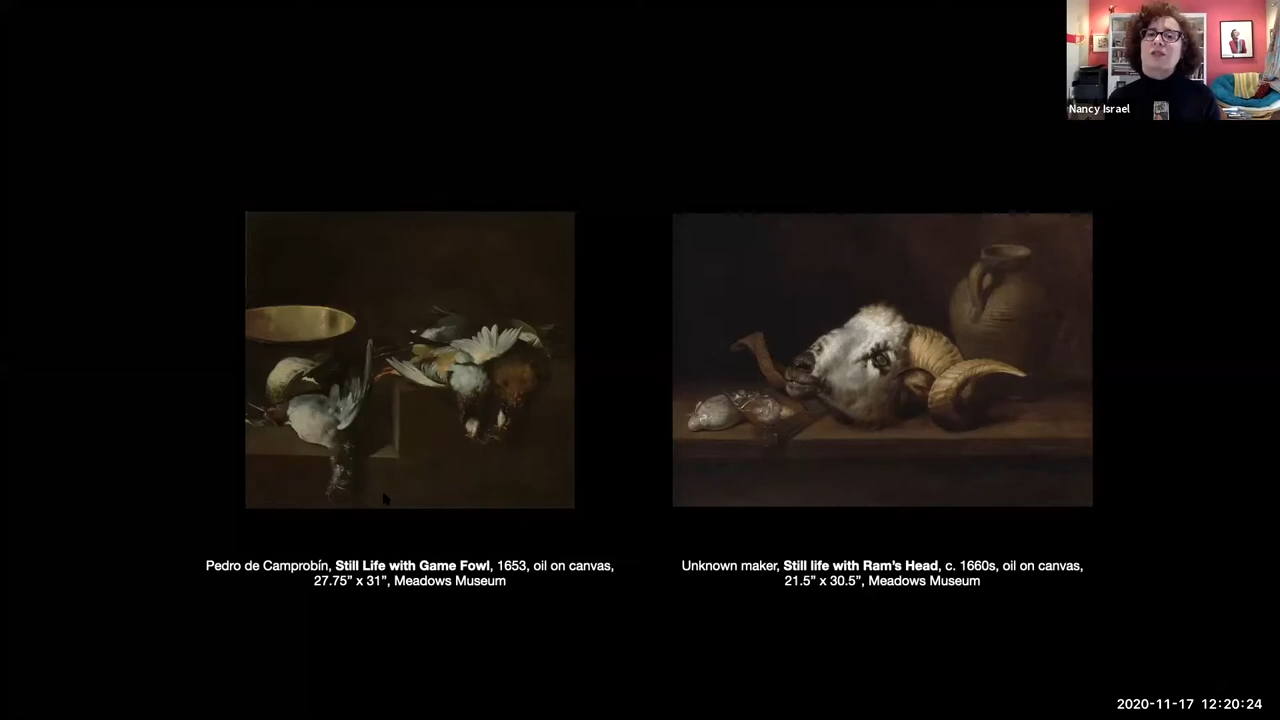 Nancy Israel
Pedro de Camprobín, Still Life with Game Fowl, 1653, oil on canvas,
27.75” x 31”, Meadows Museum
Unknown maker, Still life with Ram’s Head, c. 1660s, oil on canvas,
21.5” x 30.5”, Meadows Museum
2020-11-17 12:20:24